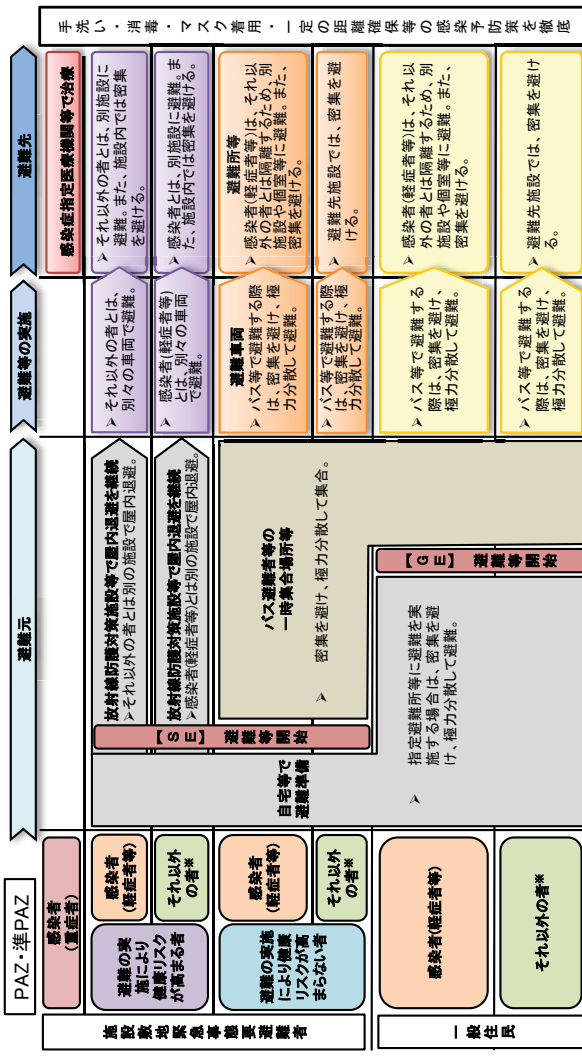 PAZ・準PAZ
避難元
避難等の実施
避難先
施設敷地緊急事態要避難者
一般住民
感染者
(重症者)
避難の実
施により
健康リスク
が高まる者
避難の実施
により健康
リスクが高
まらない者
感染者
(軽症者等)
それ以外
の者※
感染者
(軽症者等)
それ以外
の者※
感染者(軽症者等)
それ以外の者※
自宅等で
避難準備
【SE】 避難等開始
【GE】 避難等開始
放射線防護対策施設等で屋内退避を継続
➢それ以外の者とは別の施設で屋内退避。
放射線防護対策施設等で屋内退避を継続
➢感染者(軽症者等)とは別の施設で屋内退避。
バス避難者等の
一時集合場所等
➢ 密集を避け、極力分散して集合。
➢ 指定避難所等に避難を実
施する場合は、密集を避
け、極力分散して避難。
➢ それ以外の者とは、
別々の車両で避難。
➢ 感染者(軽症者等)
とは、別々の車両
で避難。
避難車両
➢ バス等で避難する際
は、密集を避け、極
力分散して避難。
➢ バス等で避難する際
は、密集を避け、極
力分散して避難。
➢ バス等で避難する
際は、密集を避け、
極力分散して避難。
➢ バス等で避難する
際は、密集を避け、
極力分散して避難。
感染症指定医療機関等で治療
➢ それ以外の者とは、別施設に
避難。また、施設内では密集
を避ける。
➢ 感染者とは、別施設に避難。ま
た、施設内では密集を避ける。
避難所等
➢ 感染者(軽症者等)は、それ以
外の者とは隔離するため、別
施設や個室等に避難。また、
密集を避ける。
➢ 避難先施設では、密集を避
ける。
➢ 感染者(軽症者等)は、それ以
外の者とは隔離するため、別
施設や個室等に避難。また、
密集を避ける。
➢ 避難先施設では、密集を避け
る。
手洗い・消毒・マスク着用・一定の距離確保等の感染予防策を徹底